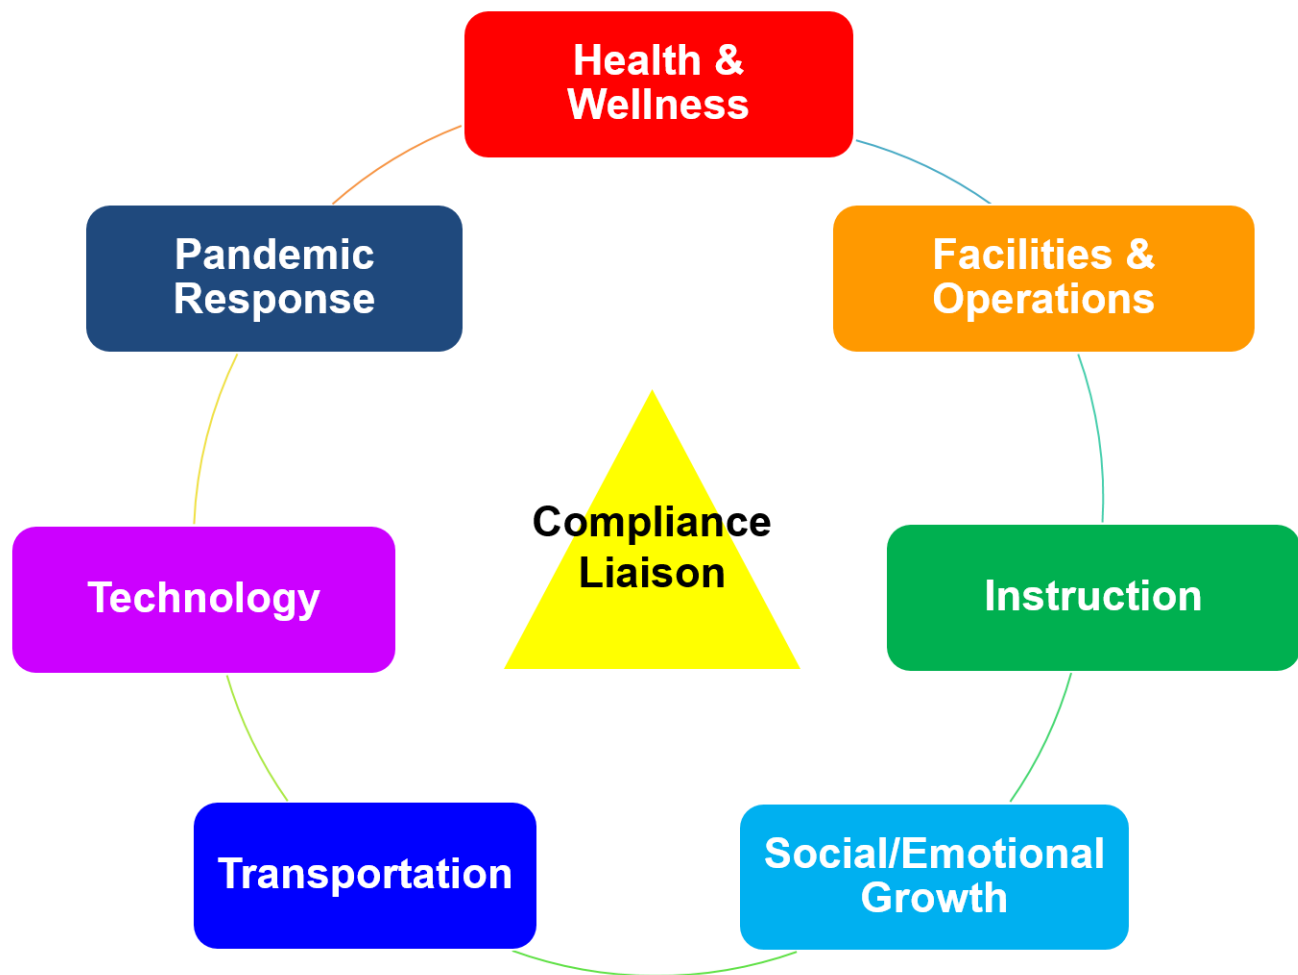 Health &
Wellness
Pandemic
Response
Facilities &
Operations
Compliance
Liaison
Technology
Instruction
Transportation
Social/Emotional
Growth